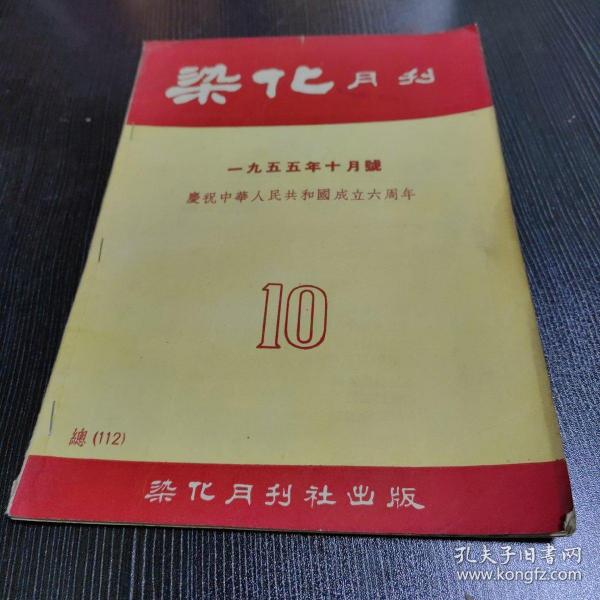 染化月刋
一九五五年十月號
慶祝中華人民共和國成立六周年
10
總 (112)
染化月刋社出版
孔夫子旧书网
www.kongfz.com